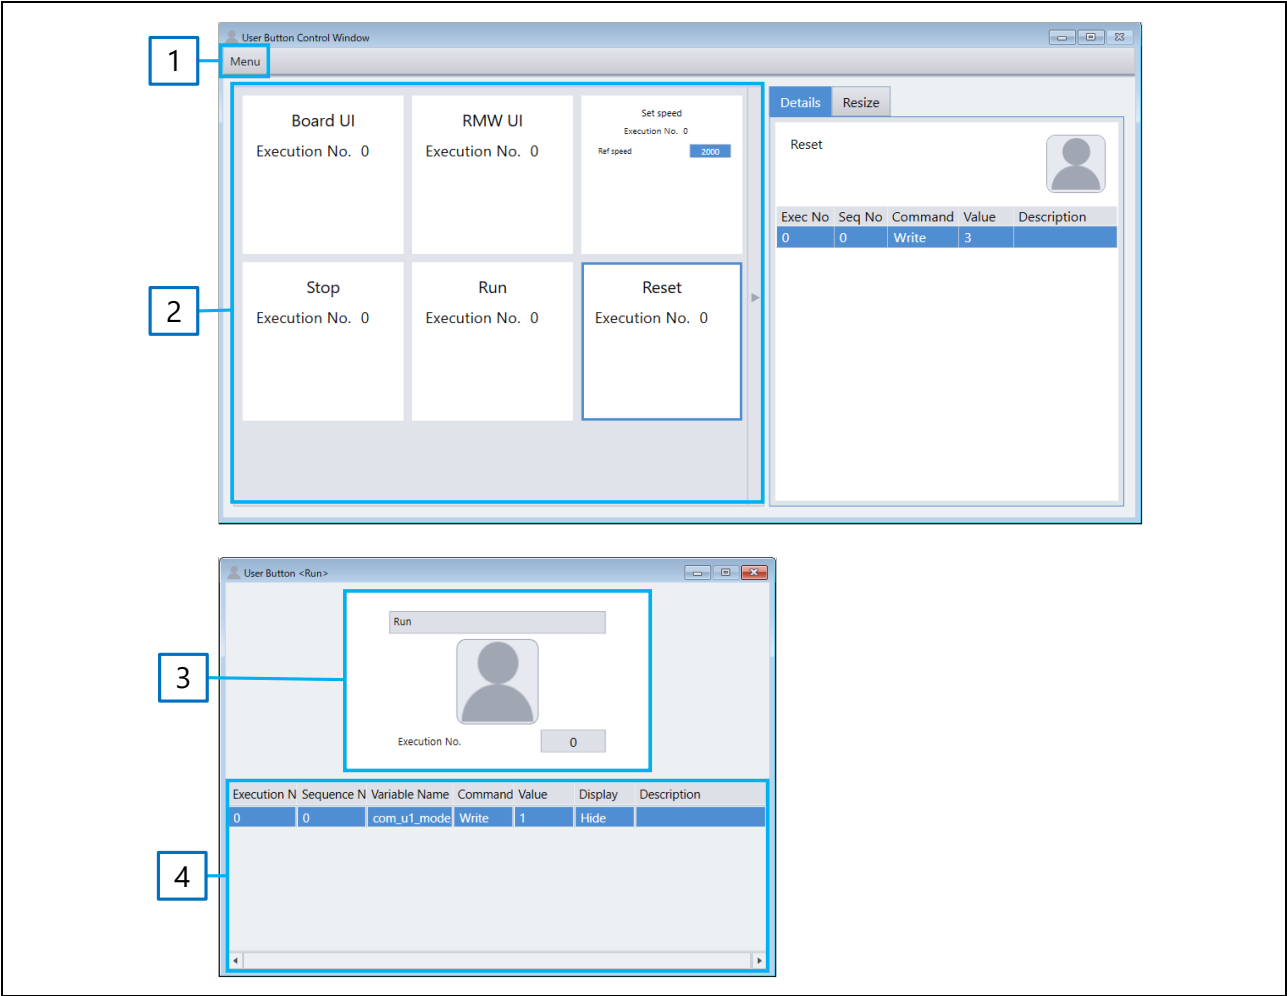 1
User Button Control Window
Menu
2
Board UI
Execution No. 0
RMW UI
Execution No. 0
Set speed
Execution No. 0
Ref speed 2000
Stop
Execution No. 0
Run
Execution No. 0
Reset
Execution No. 0
Details Resize
Reset
Exec No Seq No Command Value Description
0 0 Write 3
3
User Button <Run>
Run
Execution No. 0
4
Execution N Sequence N Variable Name Command Value Display Description
0 0 com_u1_mode Write 1 Hide